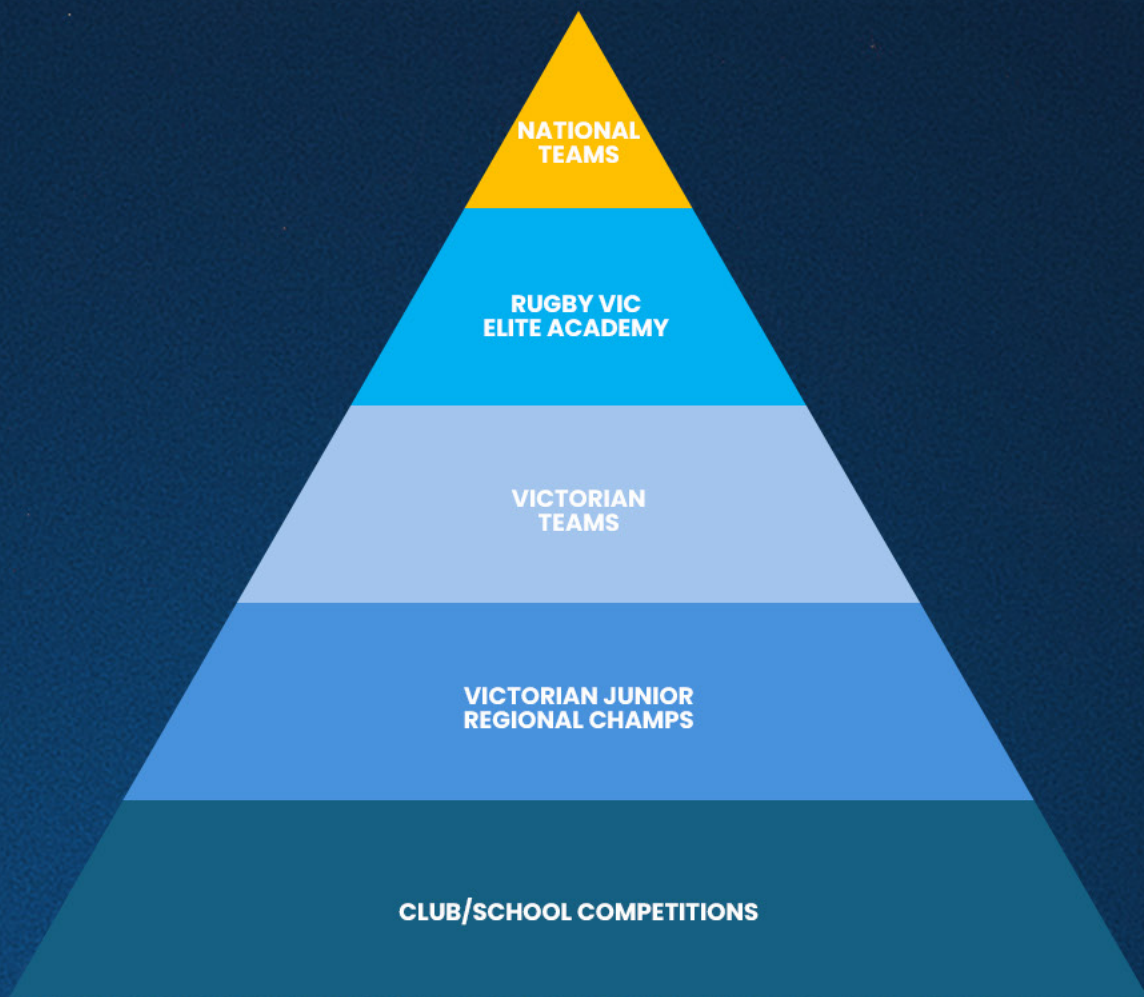 NATIONAL
TEAMS
RUGBY VIC
ELITE ACADEMY
VICTORIAN
TEAMS
VICTORIAN JUNIOR
REGIONAL CHAMPS
CLUB/SCHOOL COMPETITIONS